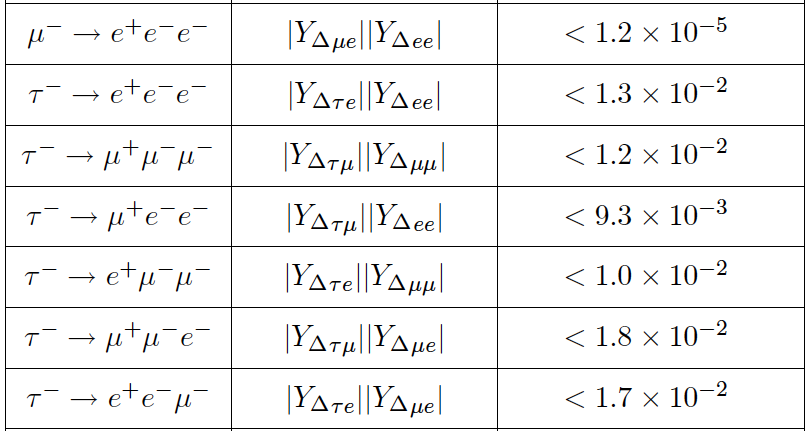 μ⁻ → e⁺e⁻e⁻ |Y_Δμe||Y_Δee| < 1.2 × 10⁻⁵
τ⁻ → e⁺e⁻e⁻ |Y_Δτe||Y_Δee| < 1.3 × 10⁻²
τ⁻ → μ⁺μ⁻μ⁻ |Y_Δτμ||Y_Δμμ| < 1.2 × 10⁻²
τ⁻ → μ⁺e⁻e⁻ |Y_Δτμ||Y_Δee| < 9.3 × 10⁻³
τ⁻ → e⁺μ⁻μ⁻ |Y_Δτe||Y_Δμμ| < 1.0 × 10⁻²
τ⁻ → μ⁺μ⁻e⁻ |Y_Δτμ||Y_Δμe| < 1.8 × 10⁻²
τ⁻ → e⁺e⁻μ⁻ |Y_Δτe||Y_Δμe| < 1.7 × 10⁻²